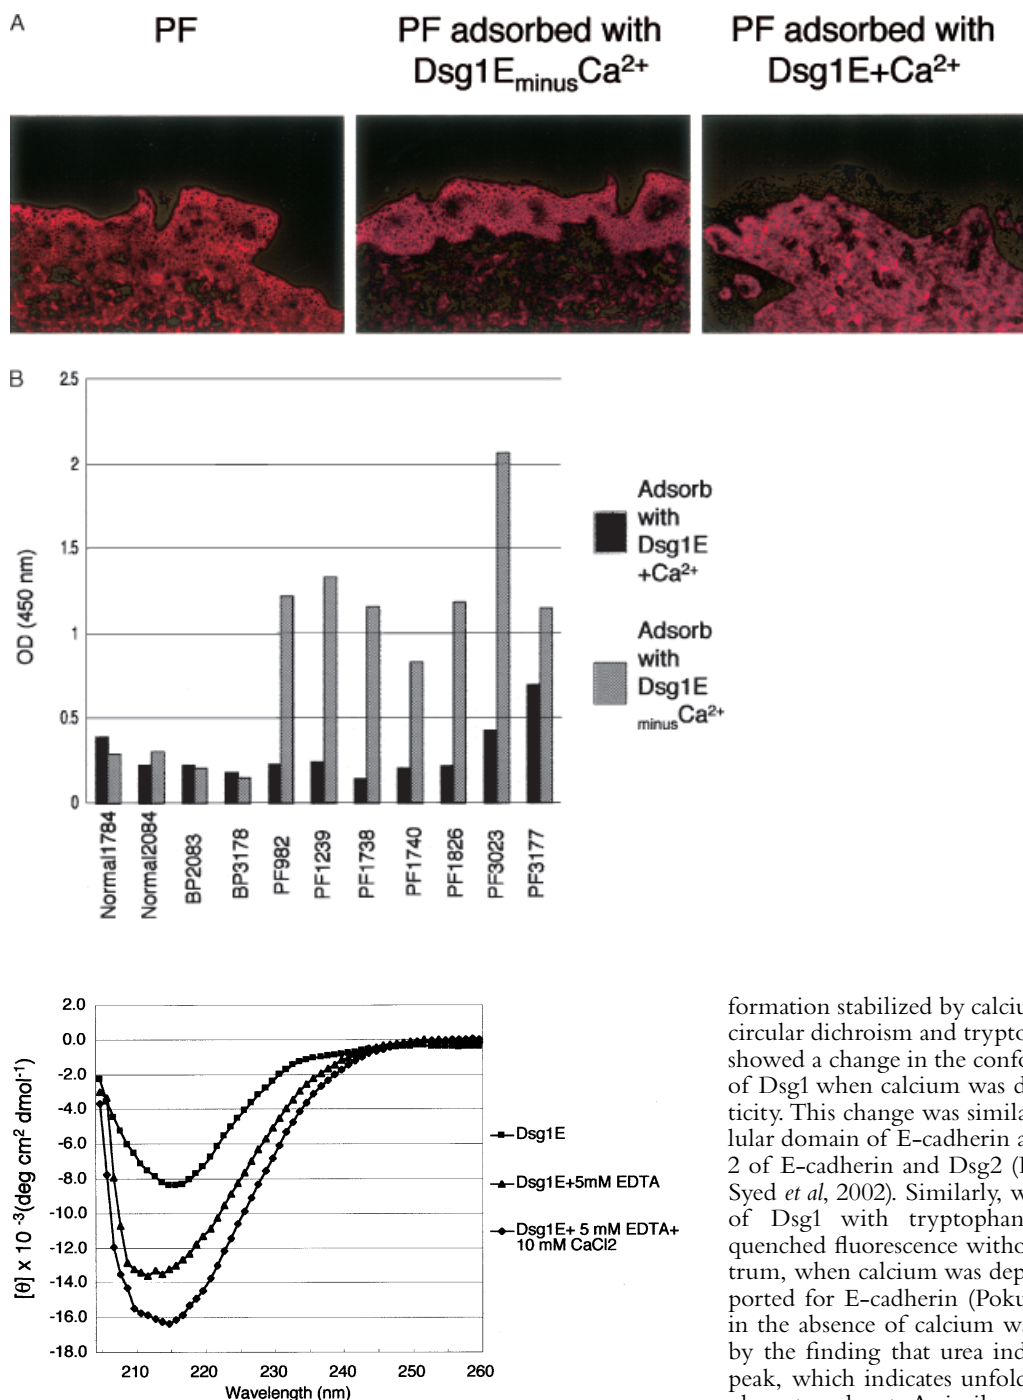 A
PF
PF adsorbed with
Dsg1EminusCa2+
PF adsorbed with
Dsg1E+Ca2+
B
2.5
2
1.5
1
0.5
0
OD (450 nm)
Normal1784
Normal2084
BP2083
BP3178
PF982
PF1239
PF1738
PF1740
PF1826
PF3023
PF3177
Adsorb
with
Dsg1E
+Ca2+
Adsorb
with
Dsg1E
minusCa2+
2.0
0.0
-2.0
-4.0
-6.0
-8.0
-10.0
-12.0
-14.0
-16.0
-18.0
[θ] x 10 -3(deg cm2 dmol-1)
210
220
230
240
250
260
Wavelength (nm)
Dsg1E
Dsg1E+5mM EDTA
Dsg1E+ 5 mM EDTA+
10 mM CaCl2
formation stabilized by calciu
circular dichroism and trypto
showed a change in the confo
of Dsg1 when calcium was d
ticity. This change was simila
lular domain of E-cadherin a
2 of E-cadherin and Dsg2 (
Syed et al, 2002). Similarly, w
of Dsg1 with tryptophan
quenched fluorescence witho
trum, when calcium was dep
ported for E-cadherin (Poku
in the absence of calcium wa
by the finding that urea ind
peak, which indicates unfol